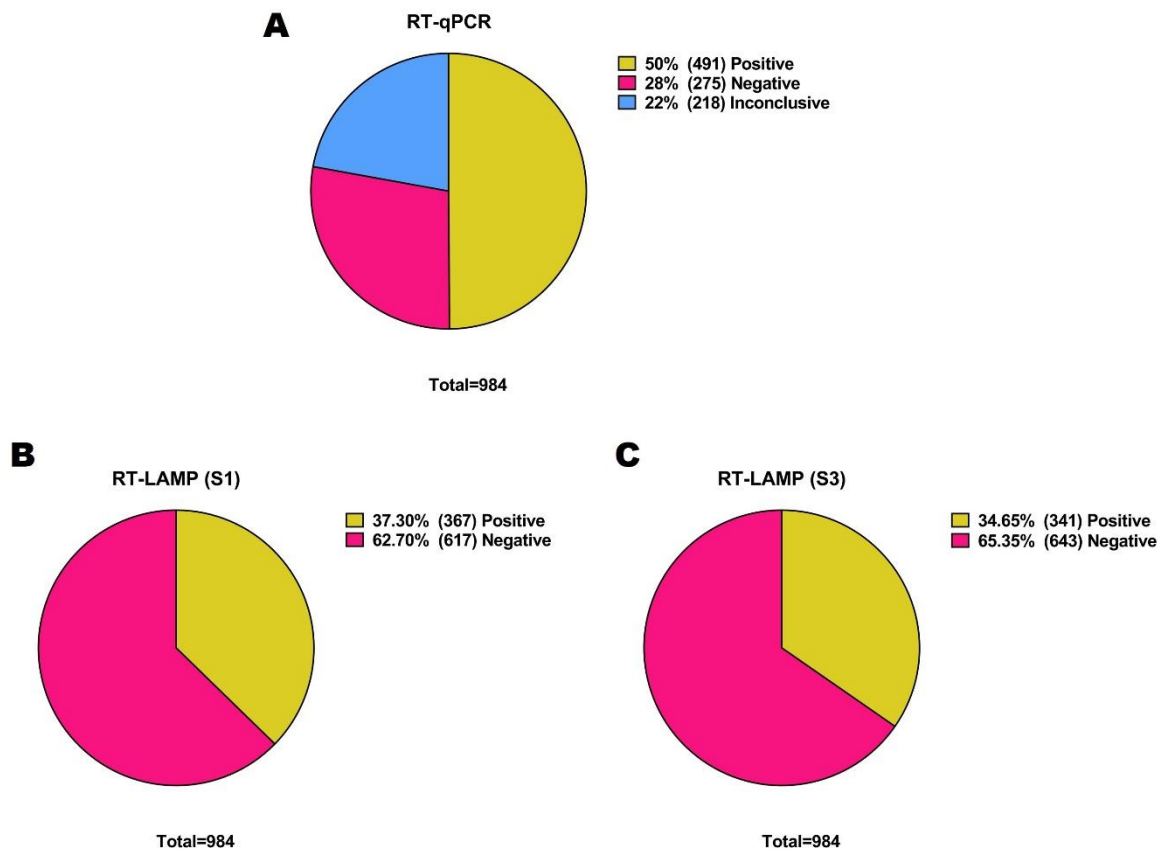 A
RT-qPCR
50% (491) Positive
28% (275) Negative
22% (218) Inconclusive
Total=984
B
RT-LAMP (S1)
37.30% (367) Positive
62.70% (617) Negative
Total=984
C
RT-LAMP (S3)
34.65% (341) Positive
65.35% (643) Negative
Total=984